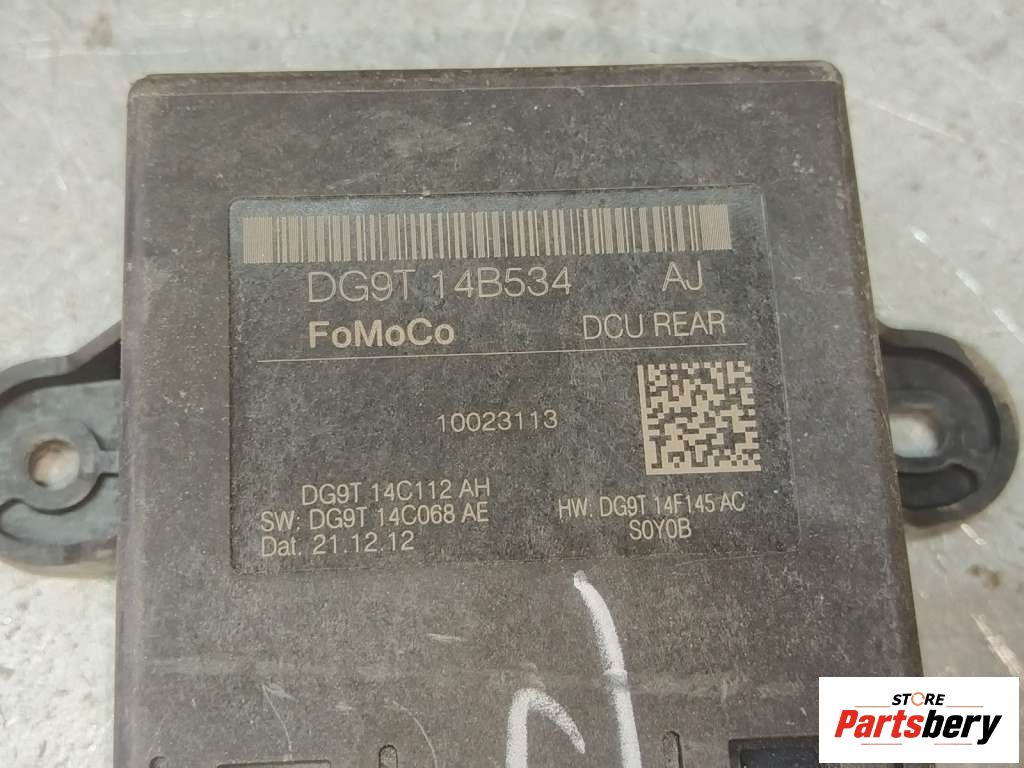 DG9T 14B534 AJ
FoMoCo DCU REAR
10023113
DG9T 14C112 AH
SW: DG9T 14C068 AE
Dat. 21.12.12
HW: DG9T 14F145 AC
S0Y0B
STORE
Partsbery